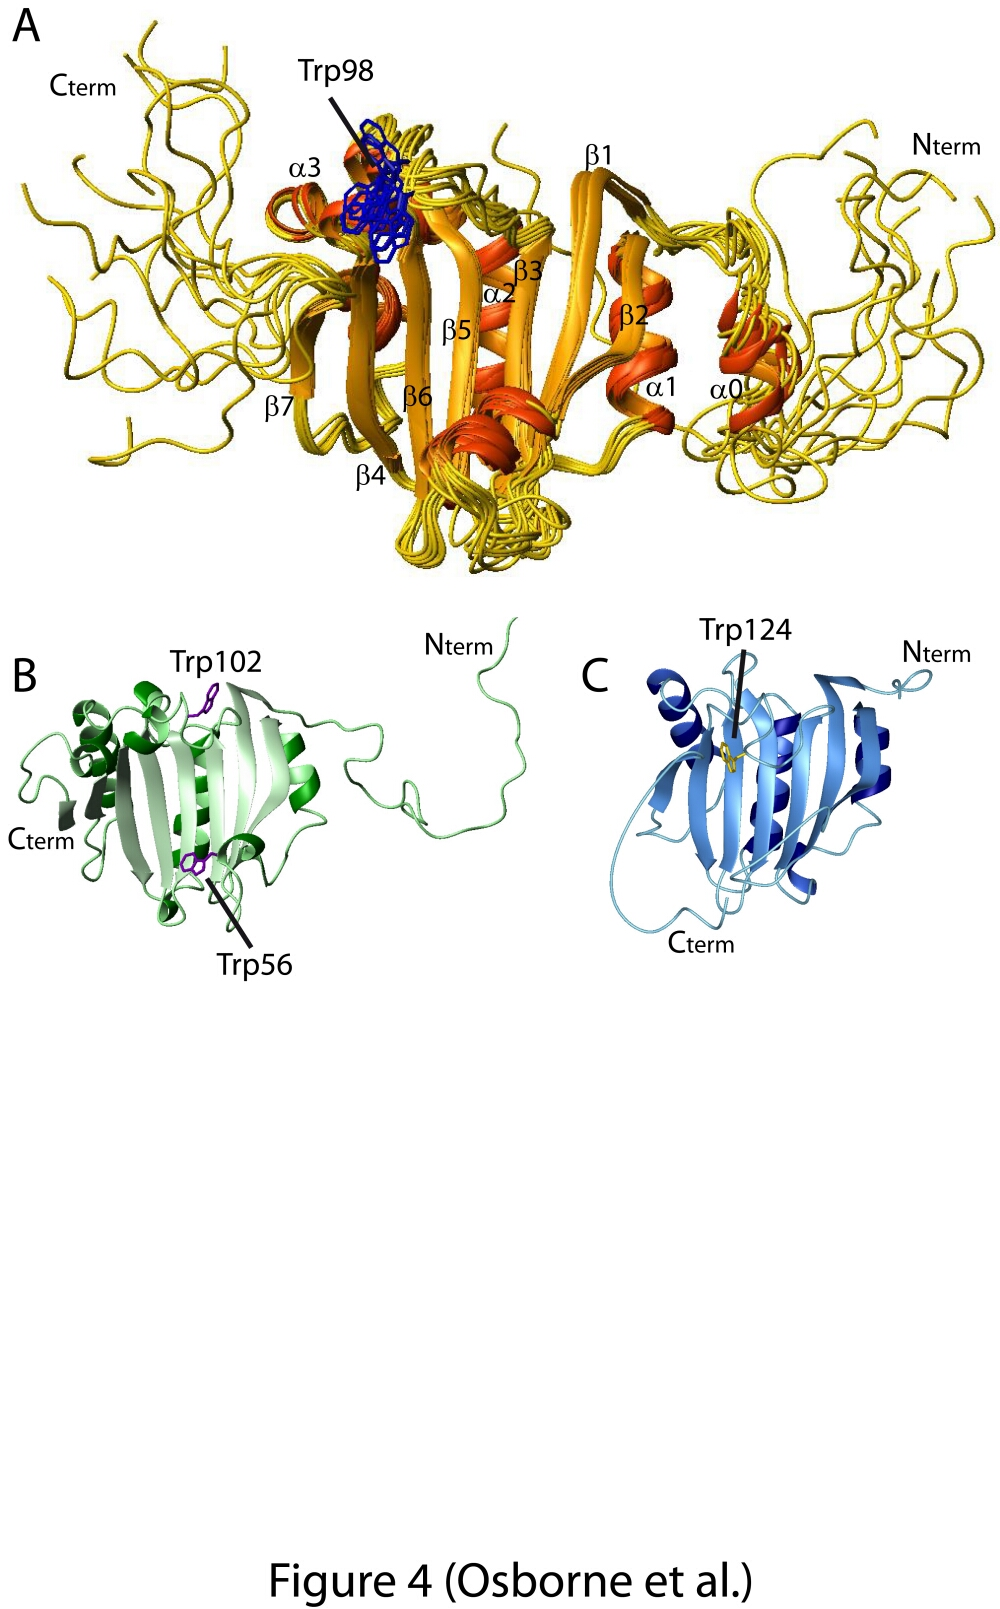 A
Cterm
Trp98
Nterm
α3
β1
β3
α2
β2
β5
α1
α0
β6
β7
β4
B
Trp102
Nterm
Cterm
Trp56
C
Trp124
Nterm
Cterm
Figure 4 (Osborne et al.)